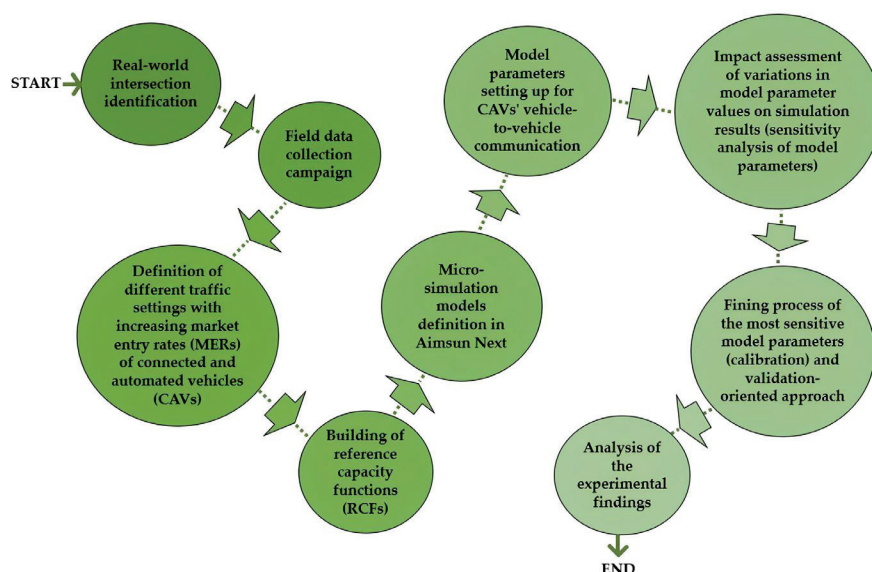 START
Real-world
intersection
identification
Field data
collection
campaign
Definition of
different traffic
settings with
increasing market
entry rates (MERs)
of connected and
automated vehicles
(CAVs)
Building of
reference
capacity
functions
(RCFs)
Micro-
simulation
models
definition in
Aimsun Next
Model
parameters
setting up for
CAVs' vehicle-
to-vehicle
communication
Impact assessment
of variations in
model parameter
values on simulation
results (sensitivity
analysis of model
parameters)
Fining process of
the most sensitive
model parameters
(calibration) and
validation-
oriented approach
Analysis of
the
experimental
findings
END